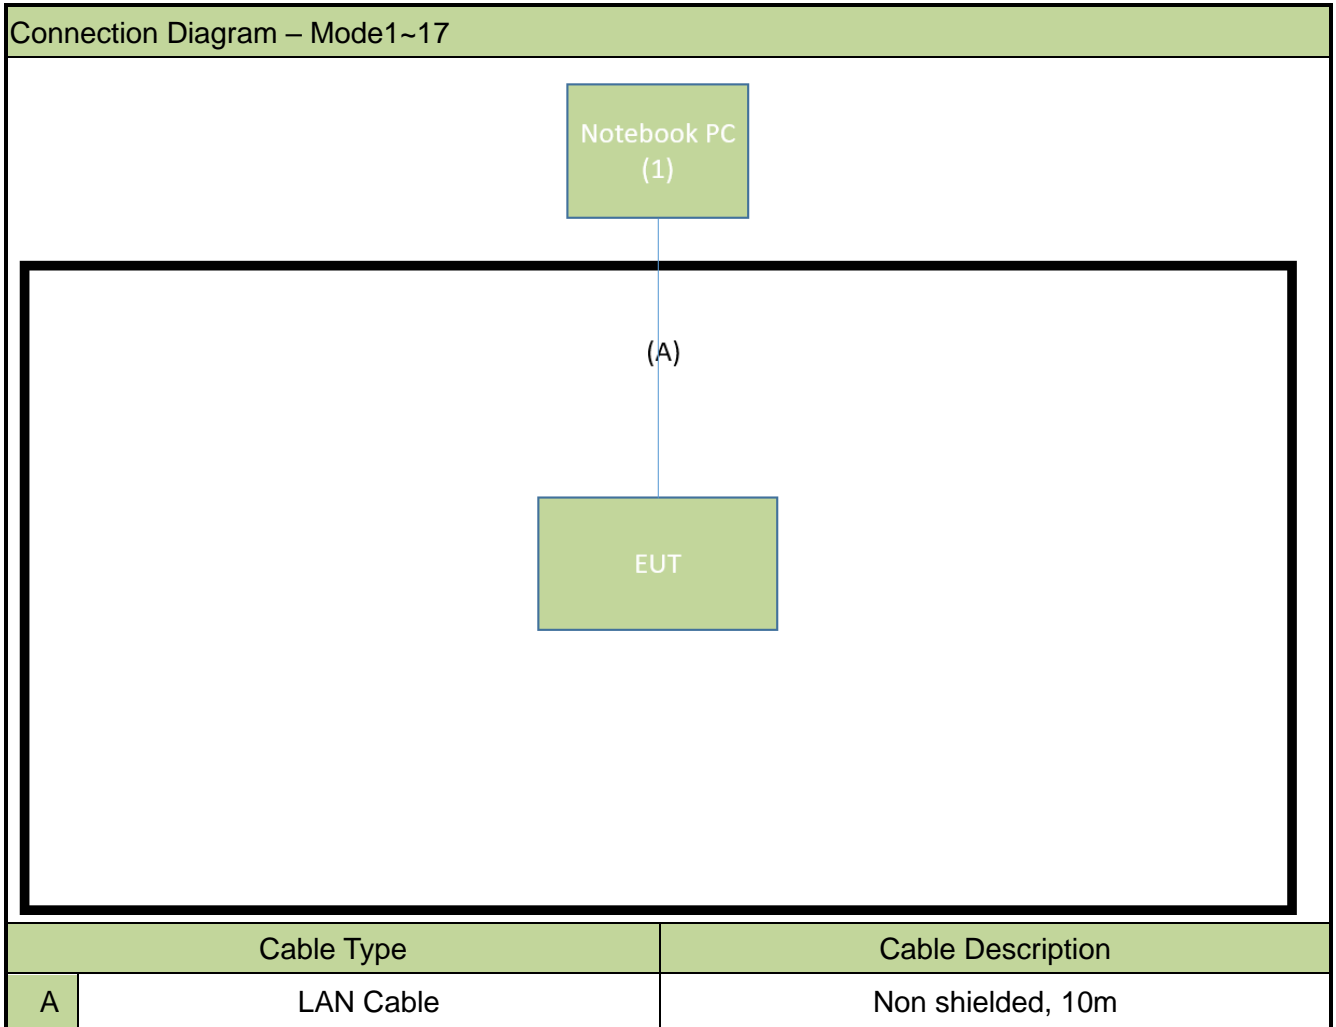 Connection Diagram – Mode1~17
Notebook PC
(1)
(A)
EUT
Cable Type Cable Description
A LAN Cable Non shielded, 10m